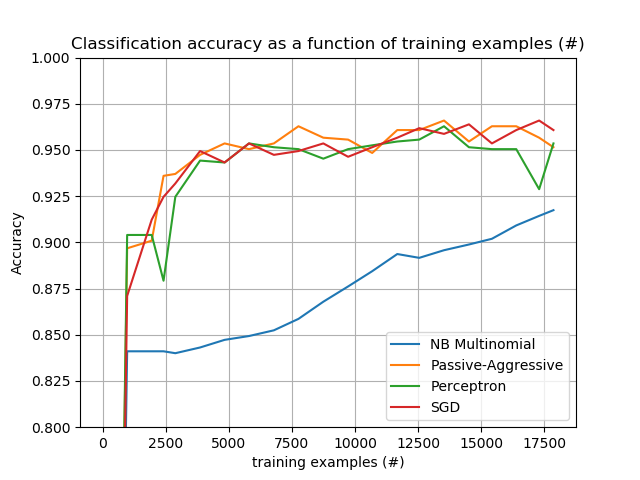 Classification accuracy as a function of training examples (#)
1.000
0.975
0.950
0.925
0.900
0.875
0.850
0.825
0.800
Accuracy
NB Multinomial
Passive-Aggressive
Perceptron
SGD
0 2500 5000 7500 10000 12500 15000 17500
training examples (#)